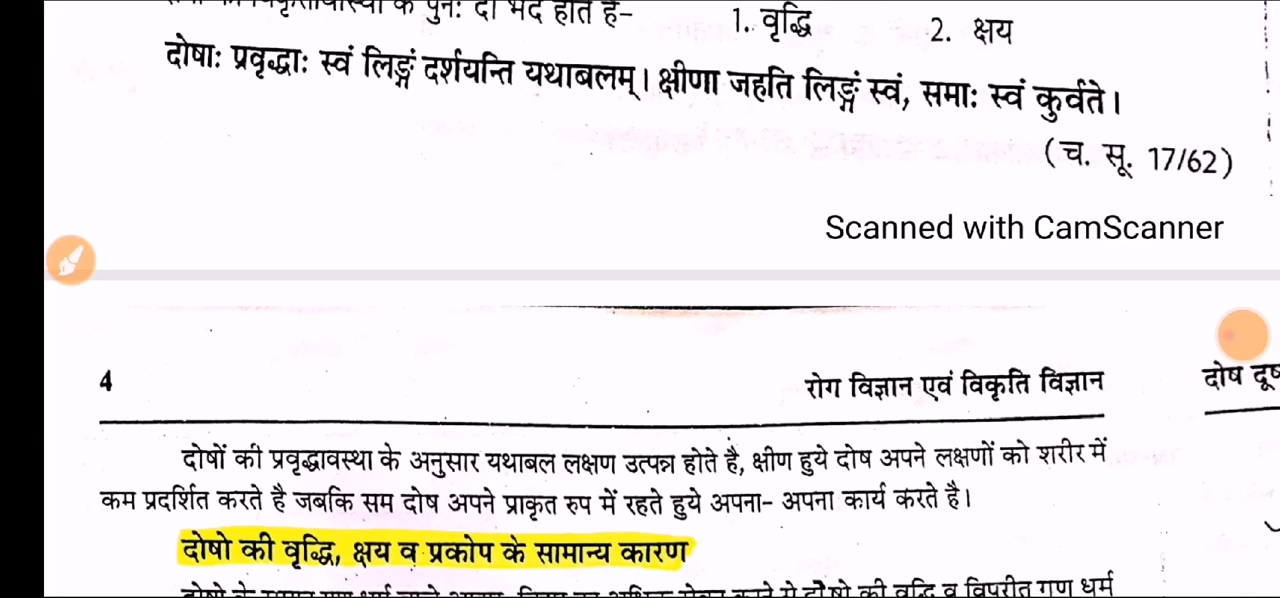 के पुनः दो भेद होते हैं- 1. वृद्धि 2. क्षय
दोषाः प्रवृद्धाः स्वं लिङ्गं दर्शयन्ति यथाबलम्। क्षीणा जहति लिङ्गं स्वं, समाः स्वं कुर्वते।
(च. सू. 17/62)
Scanned with CamScanner
4 रोग विज्ञान एवं विकृति विज्ञान
दोष दूष
दोषों की प्रवृद्धावस्था के अनुसार यथाबल लक्षण उत्पन्न होते है, क्षीण हुये दोष अपने लक्षणों को शरीर में
कम प्रदर्शित करते है जबकि सम दोष अपने प्राकृत रुप में रहते हुये अपना- अपना कार्य करते है।
दोषो की वृद्धि, क्षय व प्रकोप के सामान्य कारण
दोषो की वृद्धि व विपरीत गुण धर्म